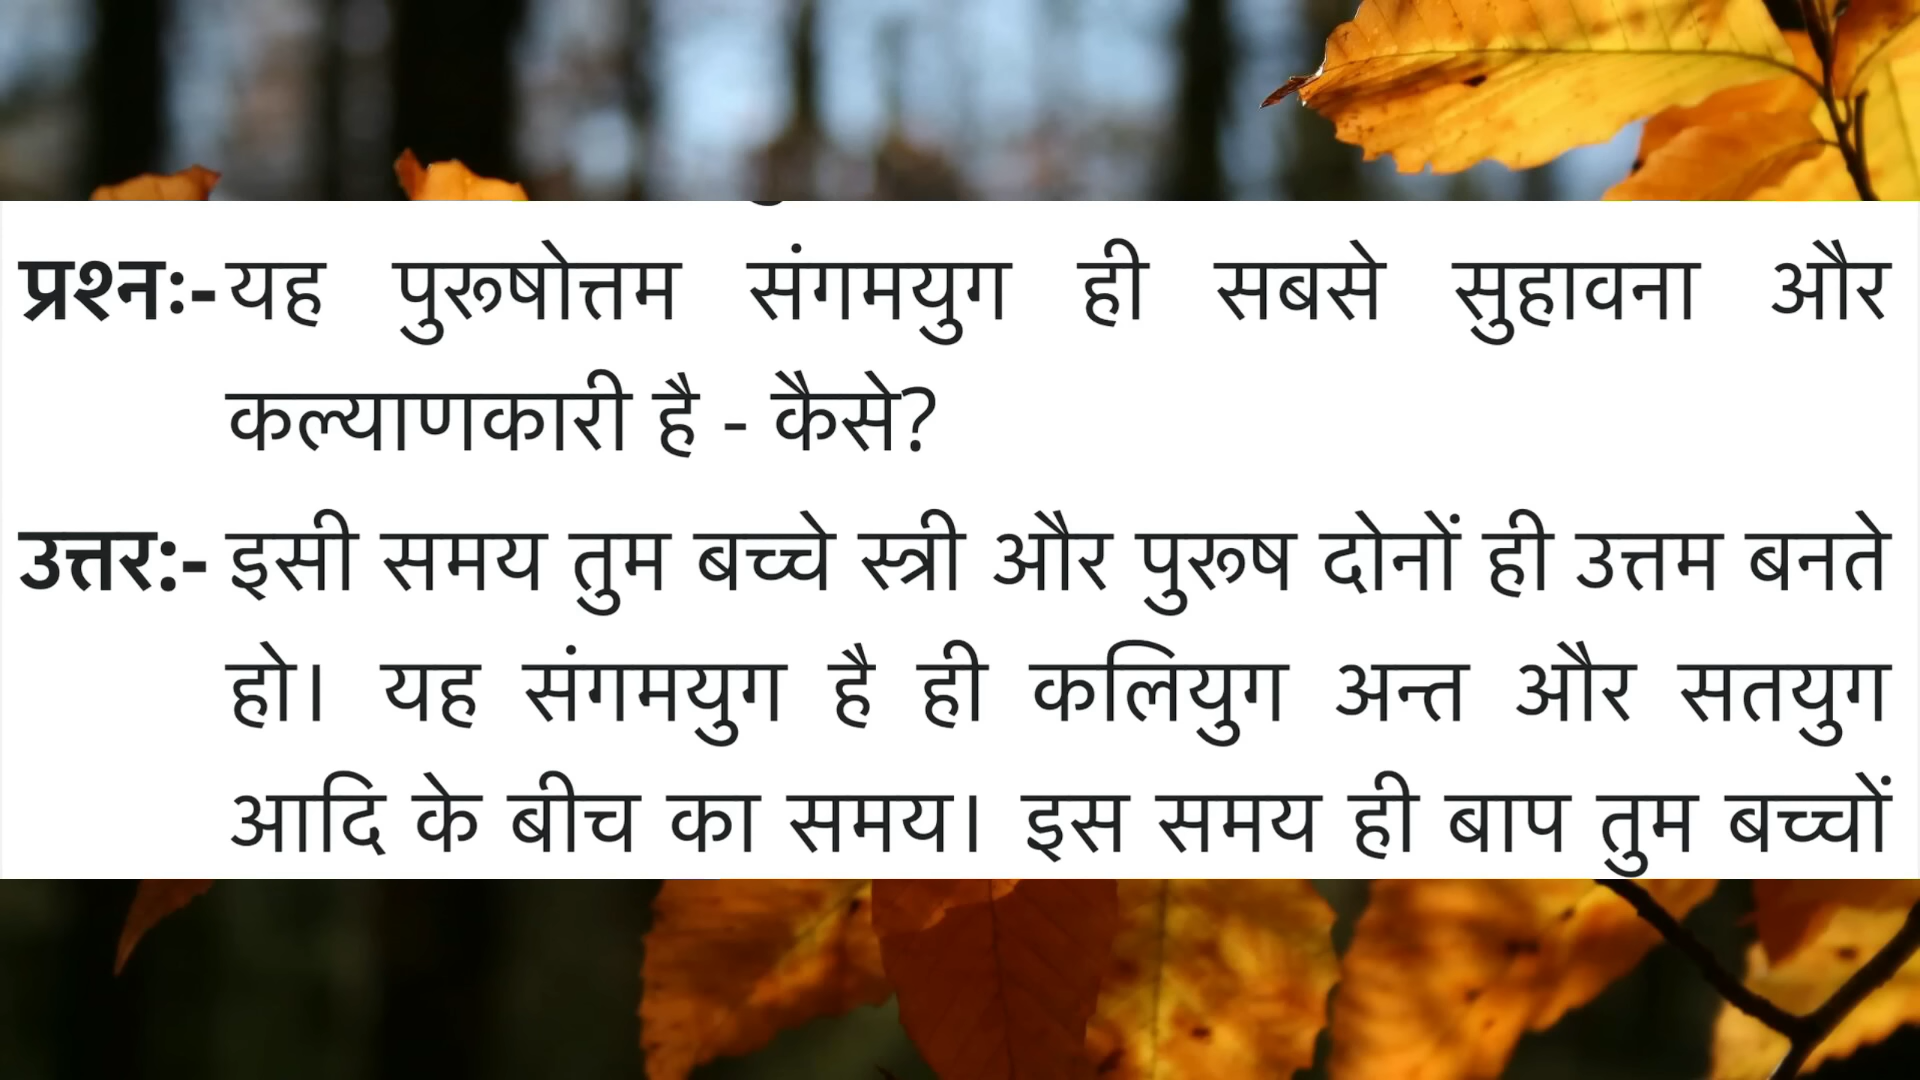 प्रश्नः- यह पुरूषोत्तम संगमयुग ही सबसे सुहावना और
कल्याणकारी है - कैसे?
उत्तर:- इसी समय तुम बच्चे स्त्री और पुरूष दोनों ही उत्तम बनते
हो। यह संगमयुग है ही कलियुग अन्त और सतयुग
आदि के बीच का समय। इस समय ही बाप तुम बच्चों